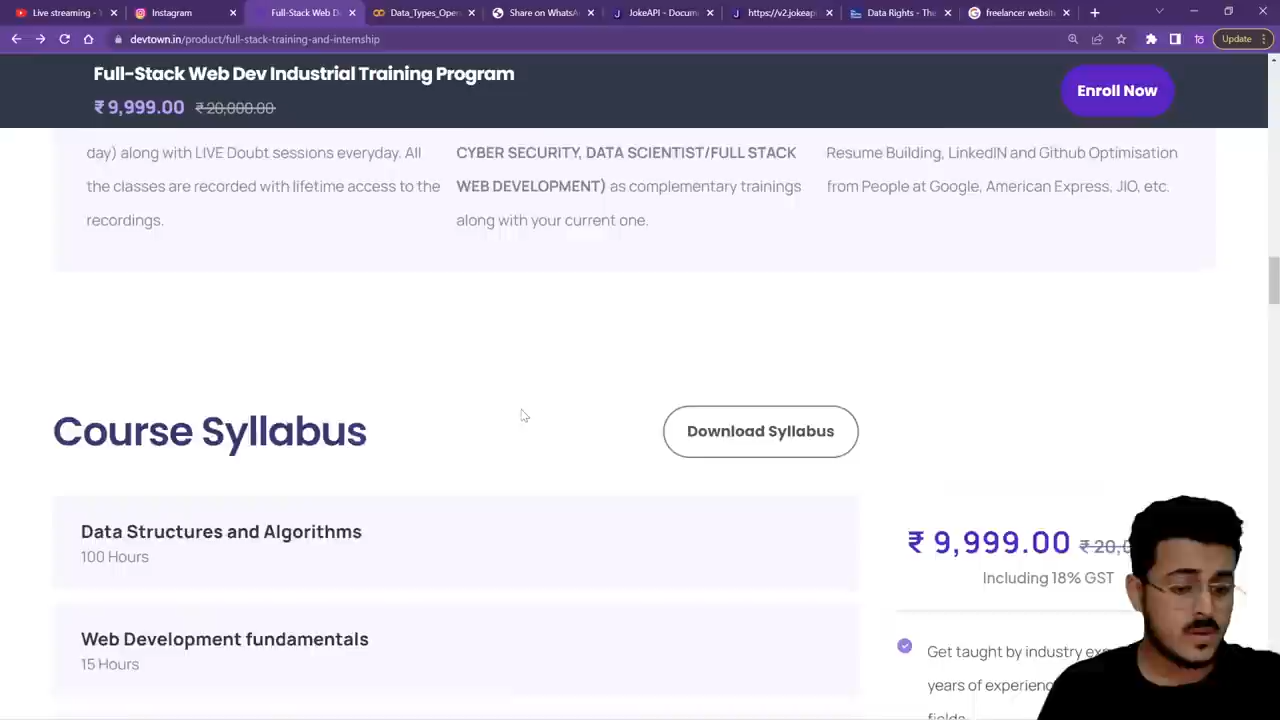 Live streaming - Y
Instagram
Full-Stack Web D
Data_Types_Oper
Share on WhatsA
JokeAPI - Docum
https://v2.jokeapi
Data Rights - The
freelancer websit
devtown.in/product/full-stack-training-and-internship
Update
Full-Stack Web Dev Industrial Training Program
₹ 9,999.00 ₹ 20,000.00
Enroll Now
day) along with LIVE Doubt sessions everyday. All
the classes are recorded with lifetime access to the
recordings.
CYBER SECURITY, DATA SCIENTIST/FULL STACK
WEB DEVELOPMENT) as complementary trainings
along with your current one.
Resume Building, LinkedIN and Github Optimisation
from People at Google, American Express, JIO, etc.
Course Syllabus
Download Syllabus
Data Structures and Algorithms
100 Hours
Web Development fundamentals
15 Hours
₹ 9,999.00 ₹ 20,0
Including 18% GST
Get taught by industry exp
years of experienc
fields